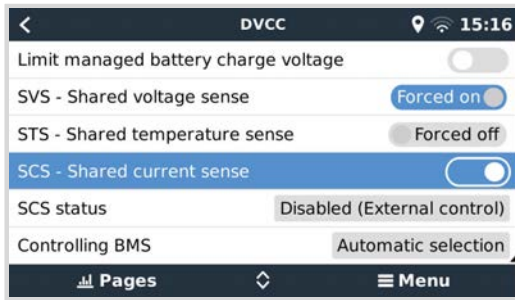 DVCC 15:16
Limit managed battery charge voltage
SVS - Shared voltage sense Forced on
STS - Shared temperature sense Forced off
SCS - Shared current sense
SCS status Disabled (External control)
Controlling BMS Automatic selection
Pages Menu